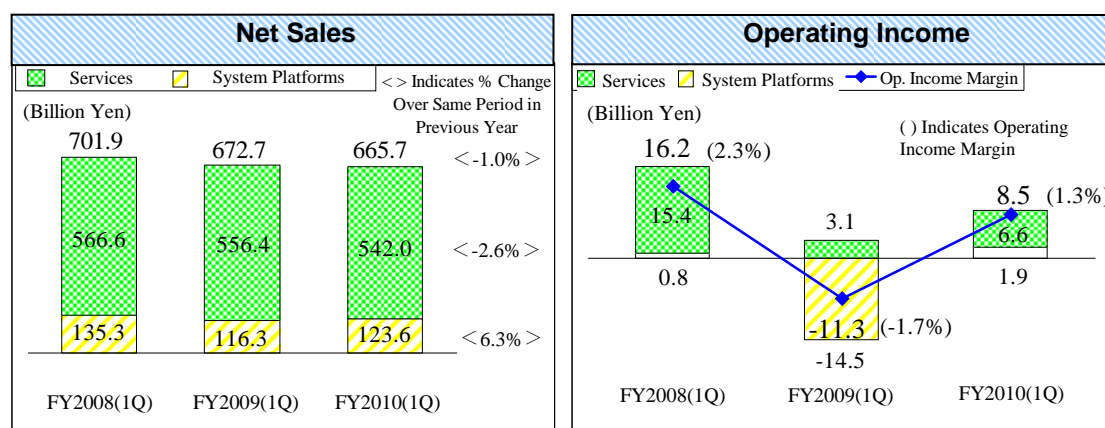 Net Sales
Services System Platforms
< > Indicates % Change
Over Same Period in
Previous Year
(Billion Yen)
701.9 672.7 665.7 <-1.0% >
566.6 556.4 542.0 <-2.6% >
135.3 116.3 123.6 <6.3% >
FY2008(1Q) FY2009(1Q) FY2010(1Q)
Operating Income
Services System Platforms Op. Income Margin
(Billion Yen)
( ) Indicates Operating
Income Margin
16.2 (2.3%)
15.4
0.8
3.1
-11.3 (-1.7%)
-14.5
8.5 (1.3%)
6.6
1.9
FY2008(1Q) FY2009(1Q) FY2010(1Q)